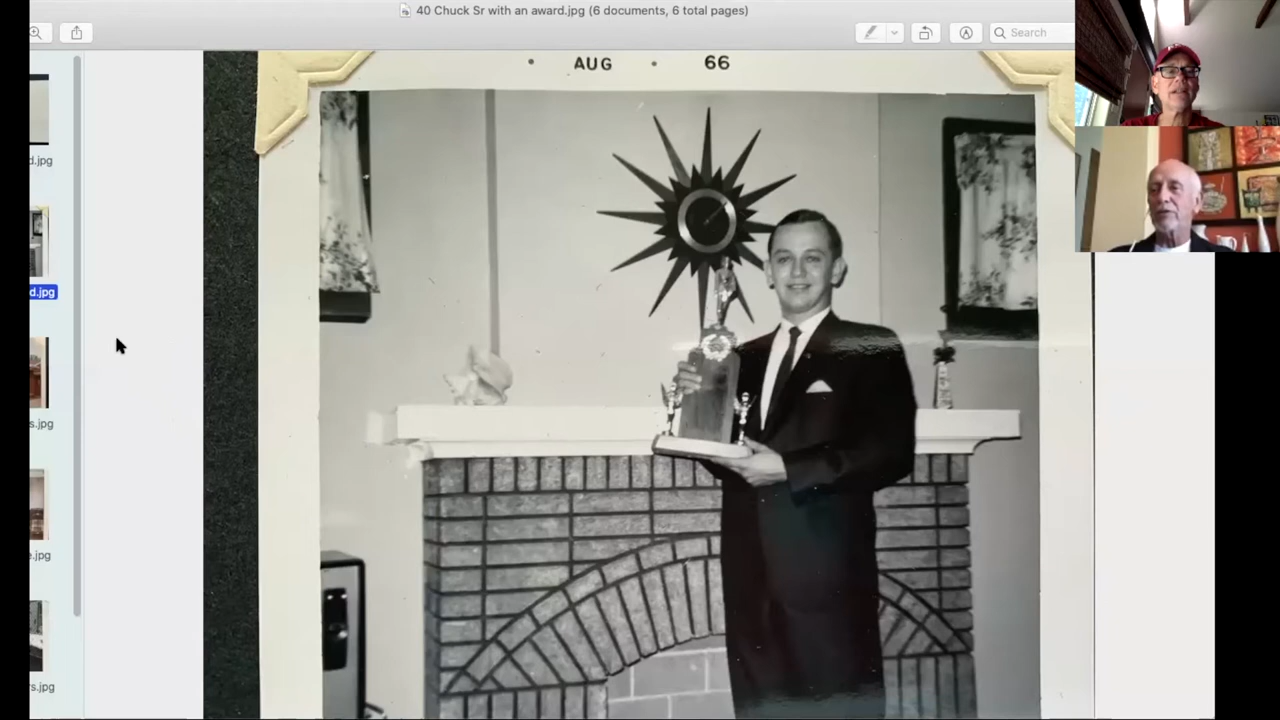 40 Chuck Sr with an award.jpg (6 documents, 6 total pages)
Search
• AUG • 66
d.jpg
d.jpg
s.jpg
e.jpg
rs.jpg